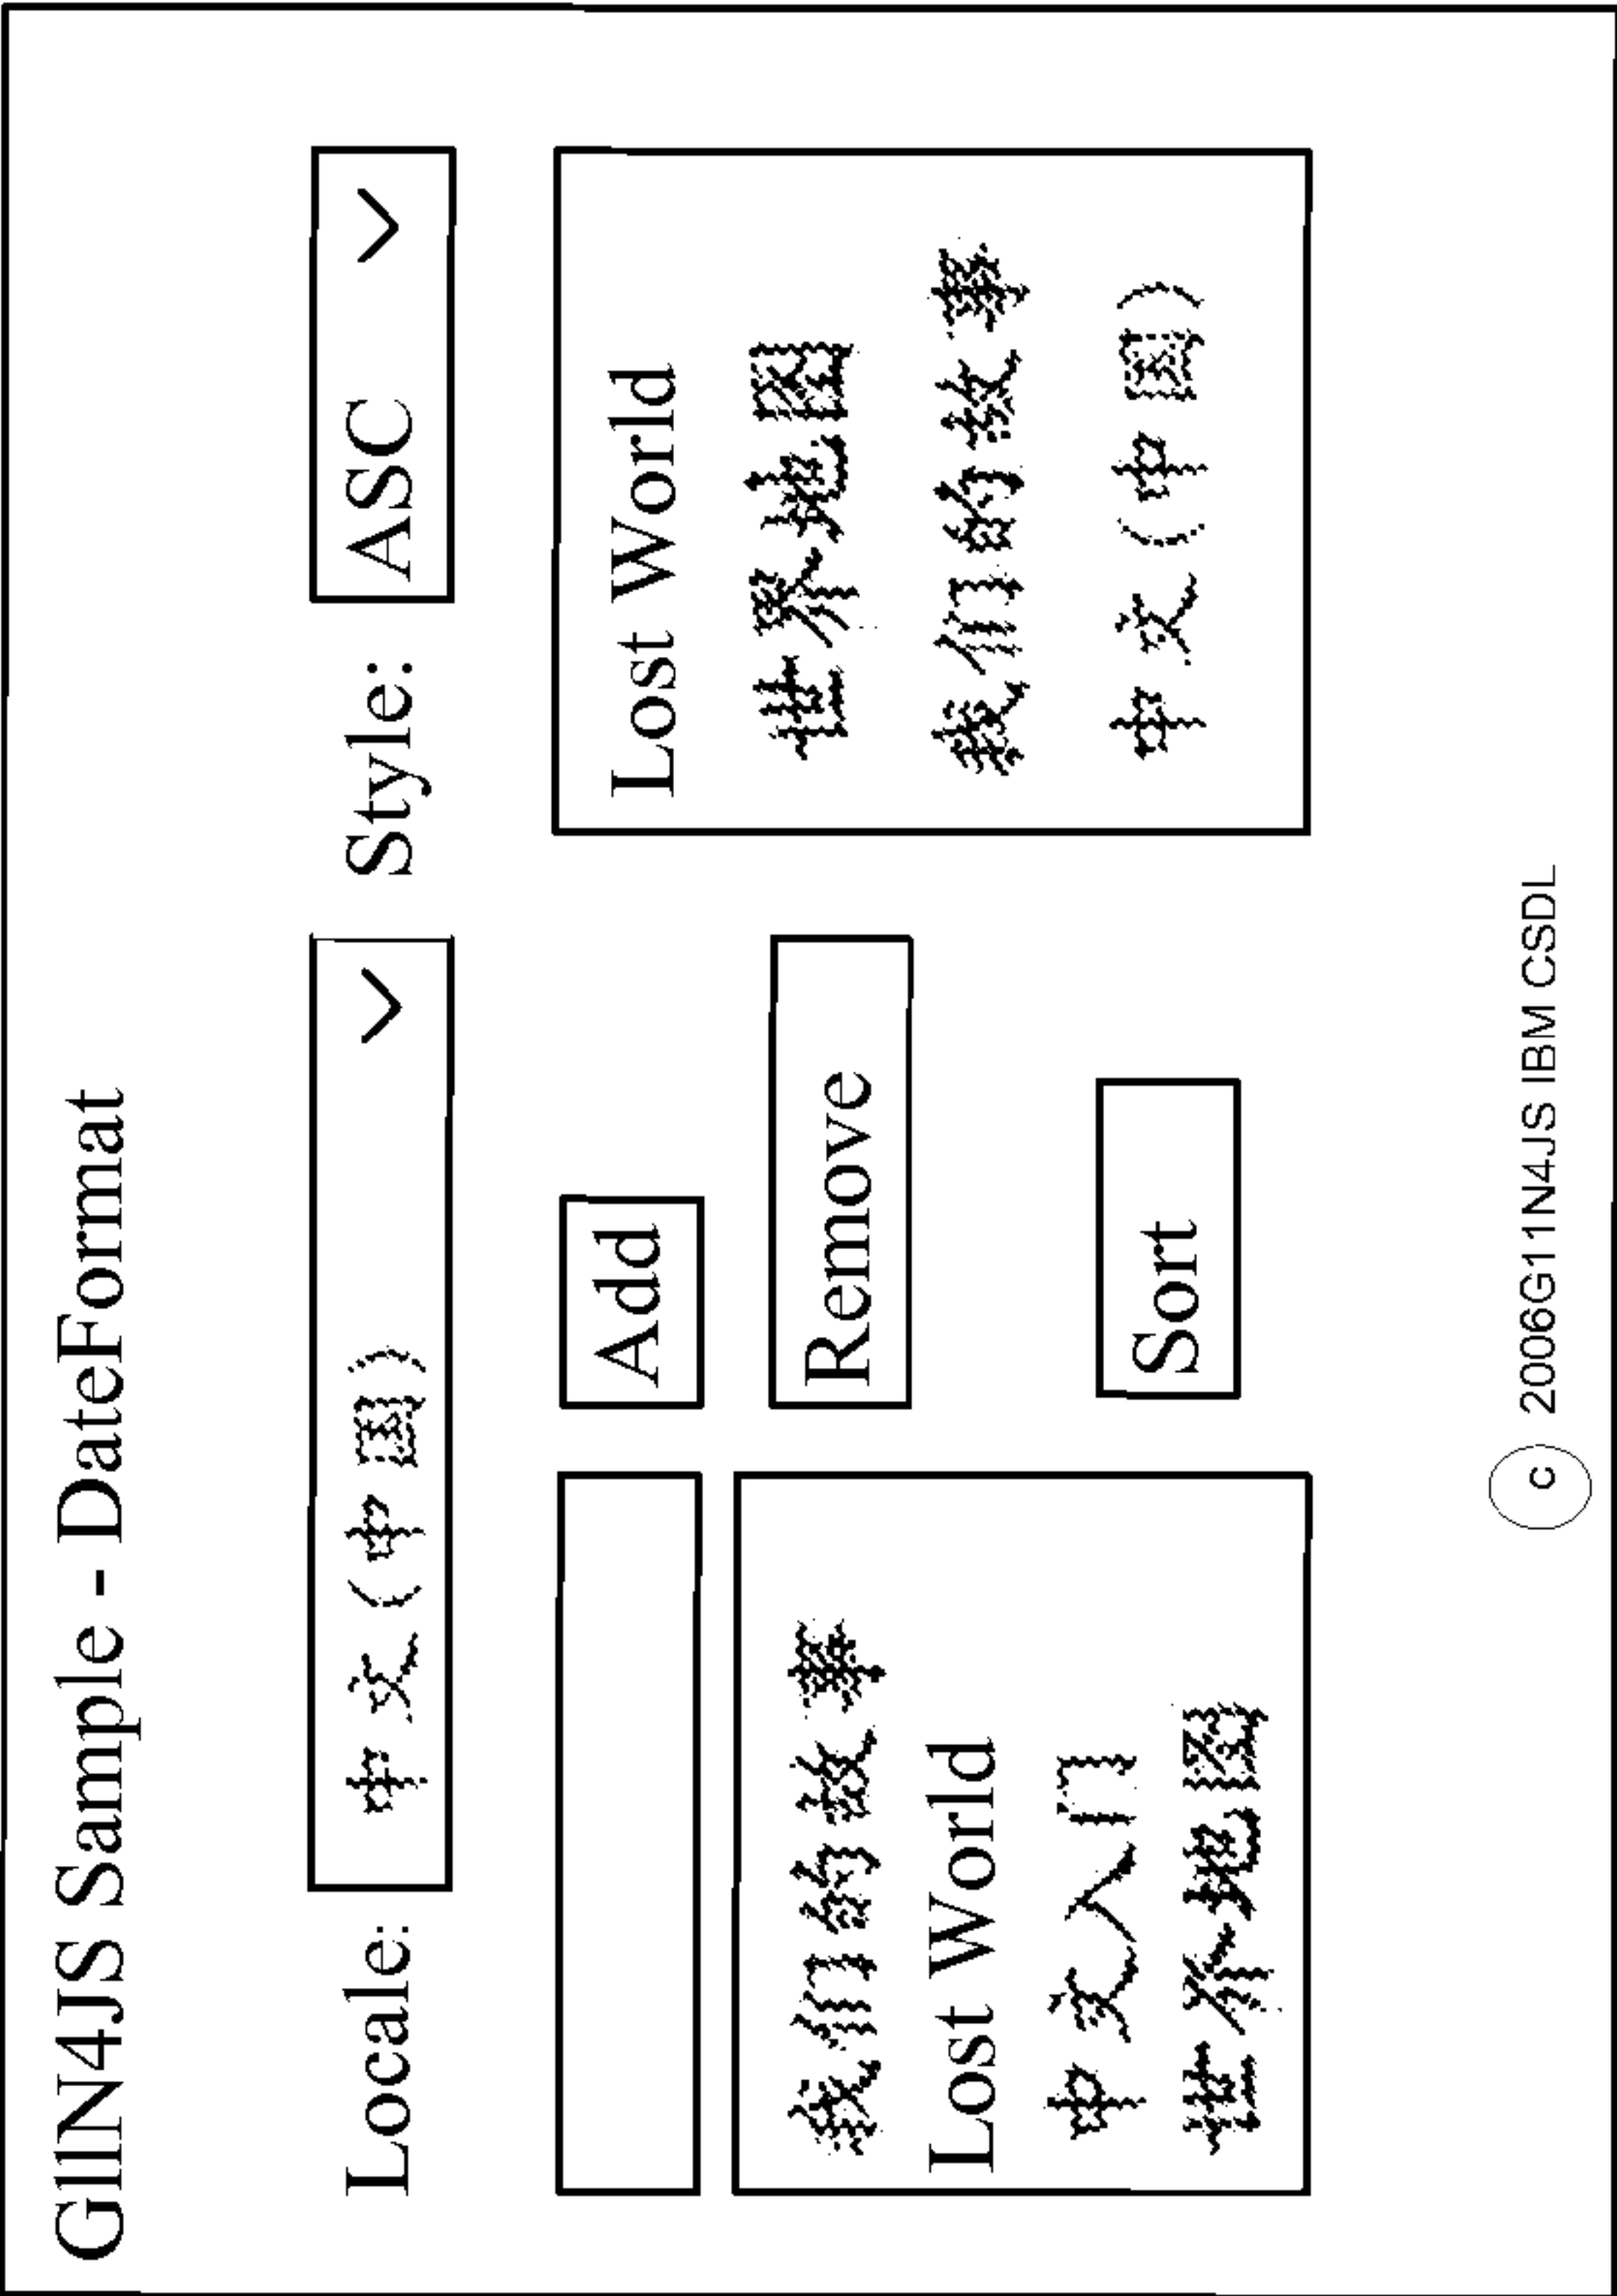 GllN4JS Sample - DateFormat
Locale: 中文(中国) Style: ASC
Add
Remove
Sort
我们的故事
Lost World
中文入门
世界地图
Lost World
世界地图
我们的故事
中文(中国)
c 2006G11N4JS IBM CSDL